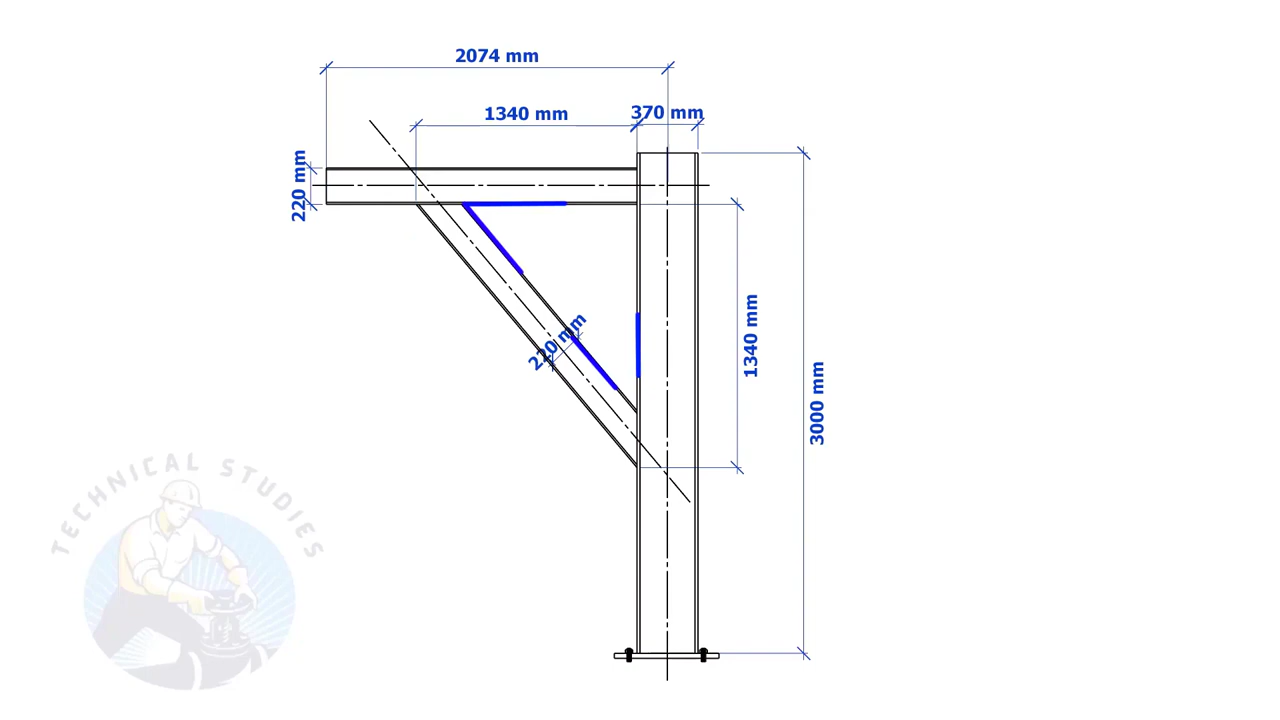 2074 mm
1340 mm
370 mm
220 mm
220 mm
1340 mm
3000 mm
TECHNICAL STUDIES